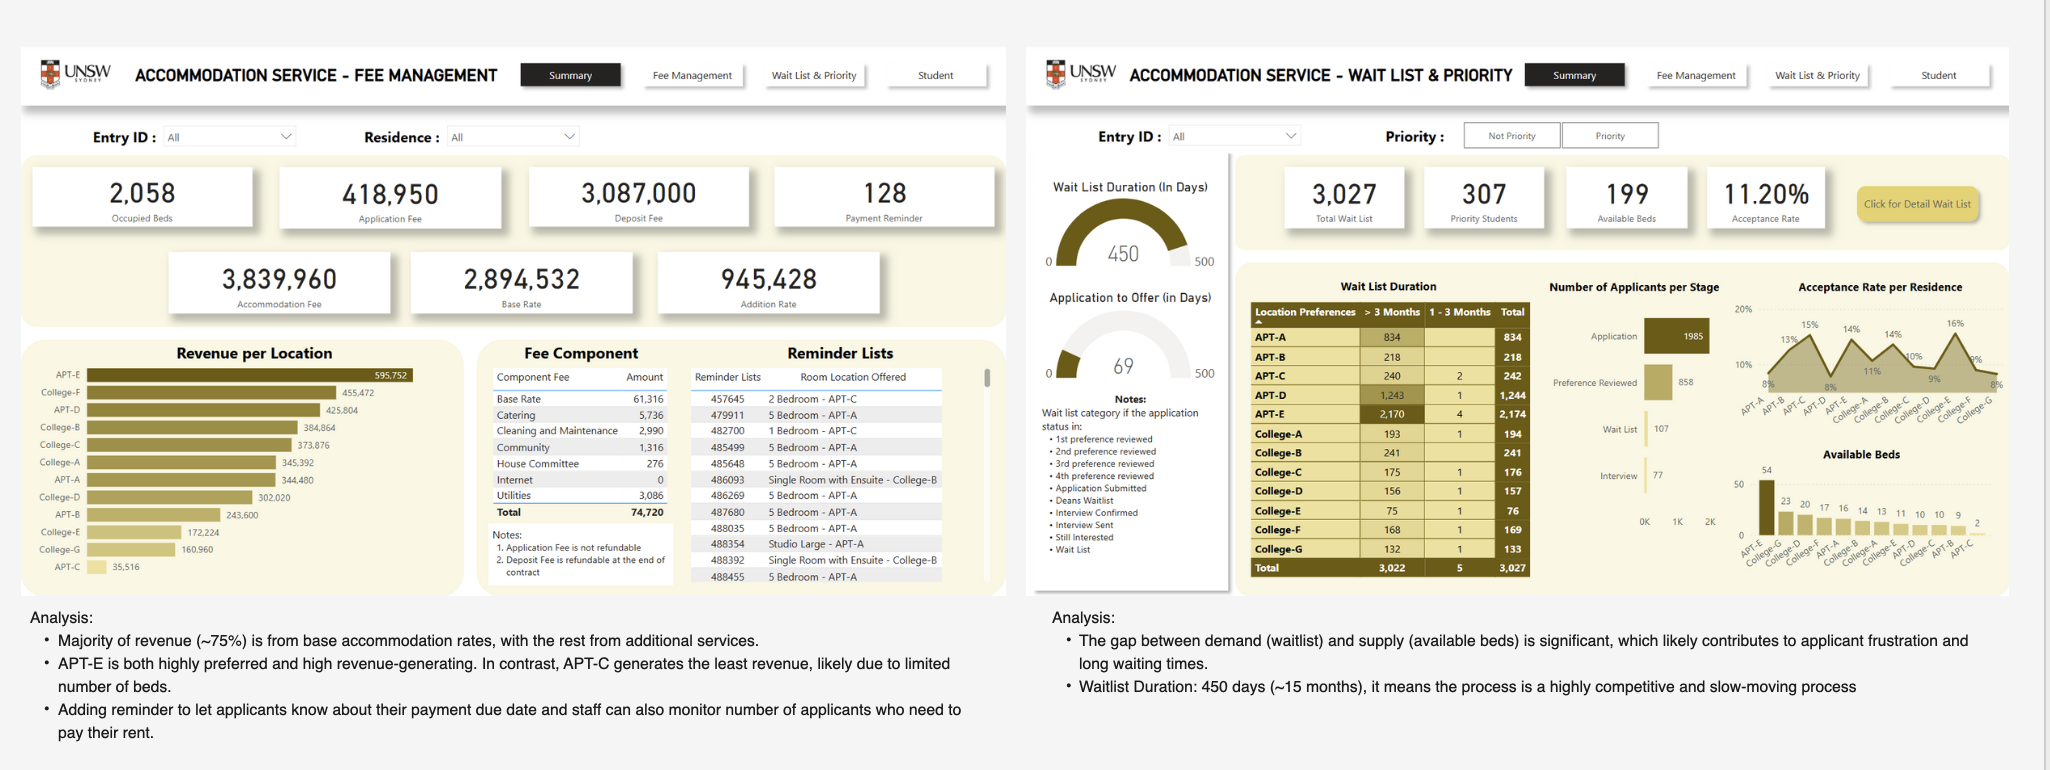 UNSW
SYDNEY
ACCOMMODATION SERVICE - FEE MANAGEMENT
Summary
Fee Management
Wait List & Priority
Student
Entry ID : All
Residence : All
2,058
Occupied Beds
418,950
Application Fee
3,087,000
Deposit Fee
128
Payment Reminder
3,839,960
Accommodation Fee
2,894,532
Base Rate
945,428
Addition Rate
Revenue per Location
APT-E 595,752
College-F 455,472
APT-D 425,804
College-B 384,864
College-C 373,876
College-A 345,392
APT-A 344,480
College-D 302,020
APT-B 243,600
College-E 172,224
College-G 160,960
APT-C 35,516
Fee Component
Component Fee Amount
Base Rate 61,316
Catering 5,736
Cleaning and Maintenance 2,990
Community 1,316
House Committee 276
Internet 0
Utilities 3,086
Total 74,720
Notes:
1. Application Fee is not refundable
2. Deposit Fee is refundable at the end of
contract
Reminder Lists
Reminder Lists Room Location Offered
457645 2 Bedroom - APT-C
479911 5 Bedroom - APT-A
482700 1 Bedroom - APT-C
485499 5 Bedroom - APT-A
485648 5 Bedroom - APT-A
486093 Single Room with Ensuite - College-B
486269 5 Bedroom - APT-A
487680 5 Bedroom - APT-A
488035 5 Bedroom - APT-A
488354 Studio Large - APT-A
488392 Single Room with Ensuite - College-B
488455 5 Bedroom - APT-A
Analysis:
• Majority of revenue (~75%) is from base accommodation rates, with the rest from additional services.
• APT-E is both highly preferred and high revenue-generating. In contrast, APT-C generates the least revenue, likely due to limited
number of beds.
• Adding reminder to let applicants know about their payment due date and staff can also monitor number of applicants who need to
pay their rent.
UNSW
SYDNEY
ACCOMMODATION SERVICE - WAIT LIST & PRIORITY
Summary
Fee Management
Wait List & Priority
Student
Entry ID : All
Priority :
Not Priority
Priority
Wait List Duration (In Days)
450
0 500
Application to Offer (in Days)
69
0 500
Notes:
Wait list category if the application
status in:
• 1st preference reviewed
• 2nd preference reviewed
• 3rd preference reviewed
• 4th preference reviewed
• Application Submitted
• Deans Waitlist
• Interview Confirmed
• Interview Sent
• Still Interested
• Wait List
3,027
Total Wait List
307
Priority Students
199
Available Beds
11.20%
Acceptance Rate
Click for Detail Wait List
Wait List Duration
Location Preferences > 3 Months 1 - 3 Months Total
APT-A 834 834
APT-B 218 218
APT-C 240 2 242
APT-D 1,243 1 1,244
APT-E 2,170 4 2,174
College-A 193 1 194
College-B 241 241
College-C 175 1 176
College-D 156 1 157
College-E 75 1 76
College-F 168 1 169
College-G 132 1 133
Total 3,022 5 3,027
Number of Applicants per Stage
Application 1985
Preference Reviewed 858
Wait List 107
Interview 77
0K 1K 2K
Acceptance Rate per Residence
20%
10%
8% 13% 15% 8% 14% 11% 14% 10% 9% 16% 9% 8%
APT-A APT-B APT-C APT-D APT-E College-A College-B College-C College-D College-E College-F College-G
Available Beds
50
0
54 23 20 17 16 14 13 11 10 10 9 2
APT-E College-G College-D College-F APT-A College-B College-A College-E APT-D College-C APT-B APT-C
Analysis:
• The gap between demand (waitlist) and supply (available beds) is significant, which likely contributes to applicant frustration and
long waiting times.
• Waitlist Duration: 450 days (~15 months), it means the process is a highly competitive and slow-moving process